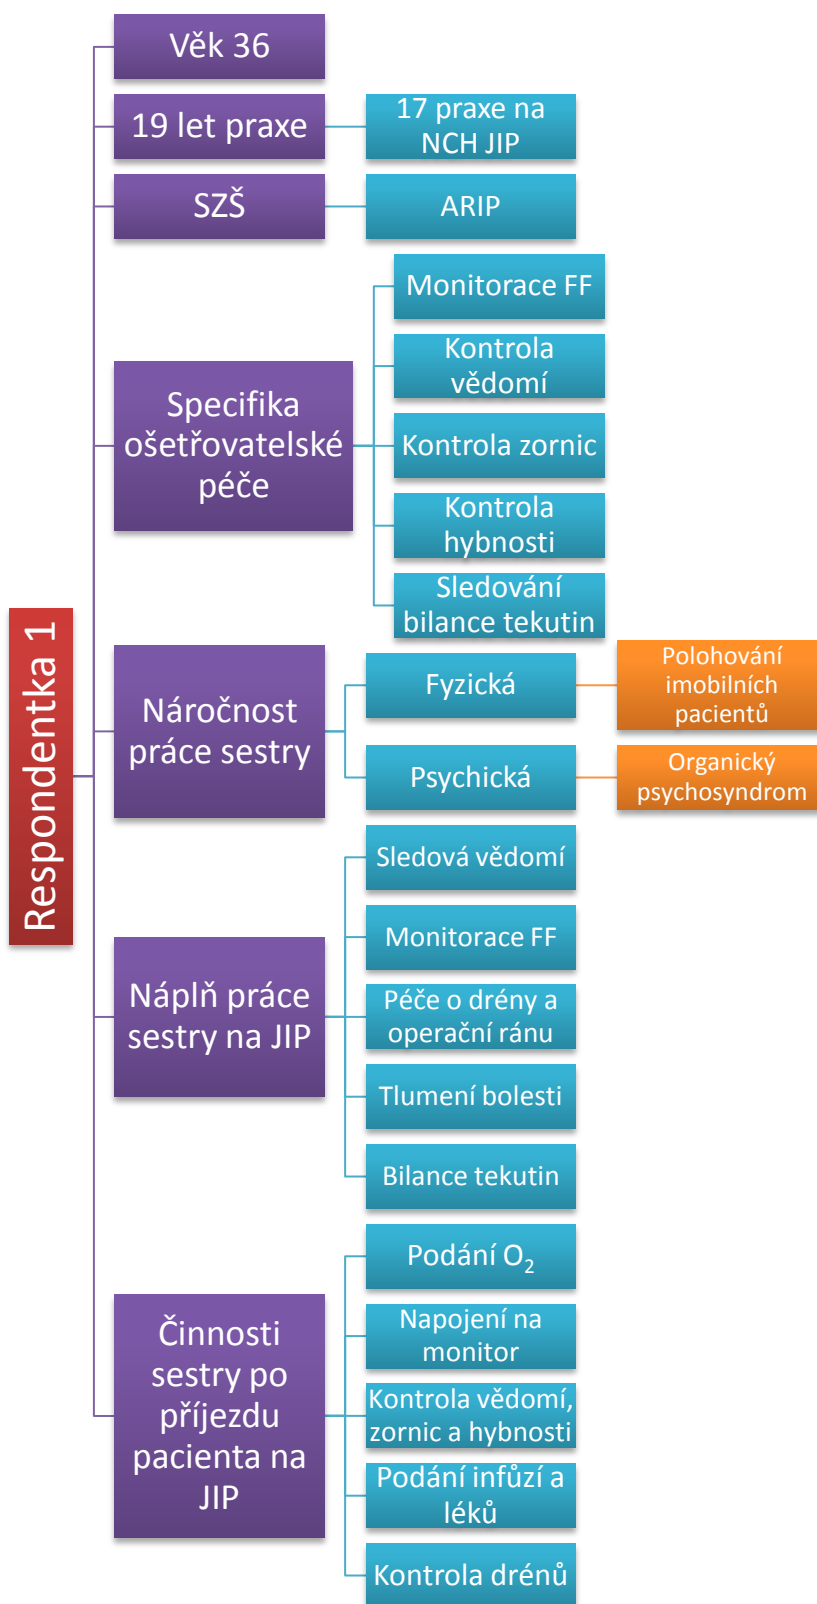 Respondentka 1
Věk 36
19 let praxe
17 praxe na
NCH JIP
SZŠ
ARIP
Specifika
ošetřovatelské
péče
Monitorace FF
Kontrola
vědomí
Kontrola zornic
Kontrola
hybnosti
Sledování
bilance tekutin
Náročnost
práce sestry
Fyzická
Polohování
imobilních
pacientů
Psychická
Organický
psychosyndrom
Náplň práce
sestry na JIP
Sledová vědomí
Monitorace FF
Péče o drény a
operační ránu
Tlumení bolesti
Bilance tekutin
Činnosti
sestry po
příjezdu
pacienta na
JIP
Podání O₂
Napojení na
monitor
Kontrola vědomí,
zornic a hybnosti
Podání infůzí a
léků
Kontrola drénů